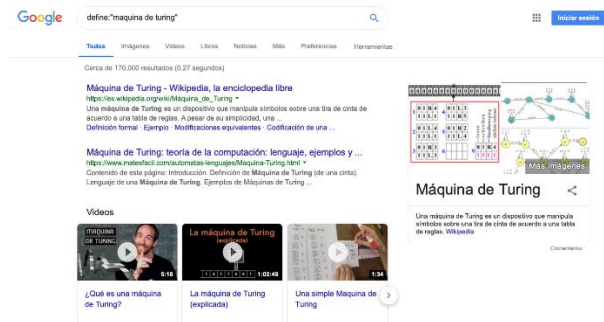 Google
define:"maquina de turing"
Iniciar sesión
Todos Imágenes Vídeos Libros Noticias Más Preferencias Herramientas
Cerca de 170,000 resultados (0.27 segundos)
Máquina de Turing - Wikipedia, la enciclopedia libre
https://es.wikipedia.org/wiki/Máquina_de_Turing
Una máquina de Turing es un dispositivo que manipula símbolos sobre una tira de cinta de
acuerdo a una tabla de reglas. A pesar de su simplicidad, una ...
Definición formal · Ejemplo · Modificaciones equivalentes · Codificación de una ...
Máquina de Turing: teoría de la computación: lenguaje, ejemplos y ...
https://www.matesfacil.com/automatas-lenguajes/Maquina-Turing.html
Contenido de esta página: Introducción. Definición de Máquina de Turing (de una cinta).
Lenguaje de una Máquina de Turing. Ejemplos de Máquinas de Turing ...
Videos
MÁQUINA
DE TURING
5:18
La máquina de Turing
(explicada)
1:02:49
1:34
¿Qué es una máquina
de Turing?
La máquina de Turing
(explicada)
Una simple Maquina de
Turing
Más imágenes
Máquina de Turing
Una máquina de Turing es un dispositivo que manipula
símbolos sobre una tira de cinta de acuerdo a una tabla
de reglas. Wikipedia
Comentarios